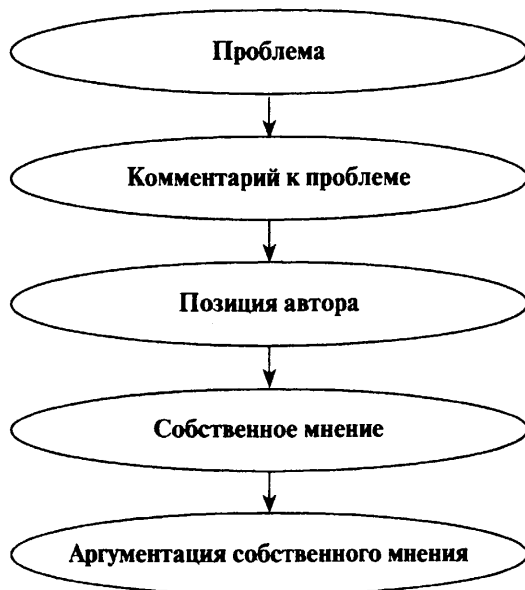 Проблема
Комментарий к проблеме
Позиция автора
Собственное мнение
Аргументация собственного мнения